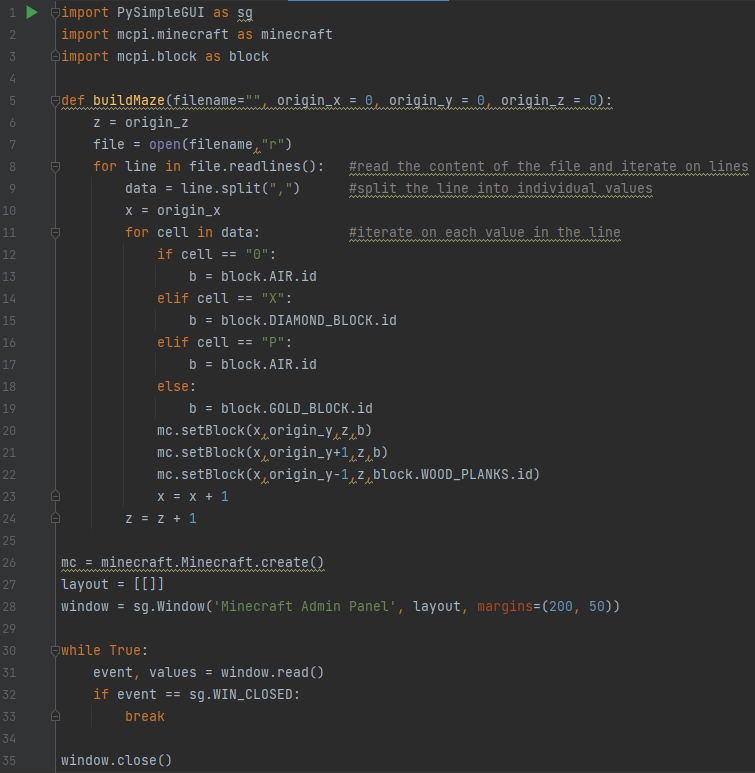 1 import PySimpleGUI as sg
2 import mcpi.minecraft as minecraft
3 import mcpi.block as block
4
5 def buildMaze(filename="", origin_x = 0, origin_y = 0, origin_z = 0):
6     z = origin_z
7     file = open(filename,"r")
8     for line in file.readlines():   #read the content of the file and iterate on lines
9         data = line.split(",")      #split the line into individual values
10         x = origin_x
11         for cell in data:           #iterate on each value in the line
12             if cell == "0":
13                 b = block.AIR.id
14             elif cell == "X":
15                 b = block.DIAMOND_BLOCK.id
16             elif cell == "P":
17                 b = block.AIR.id
18             else:
19                 b = block.GOLD_BLOCK.id
20             mc.setBlock(x,origin_y,z,b)
21             mc.setBlock(x,origin_y+1,z,b)
22             mc.setBlock(x,origin_y-1,z,block.WOOD_PLANKS.id)
23             x = x + 1
24         z = z + 1
25
26 mc = minecraft.Minecraft.create()
27 layout = [[]]
28 window = sg.Window('Minecraft Admin Panel', layout, margins=(200, 50))
29
30 while True:
31     event, values = window.read()
32     if event == sg.WIN_CLOSED:
33         break
34
35 window.close()